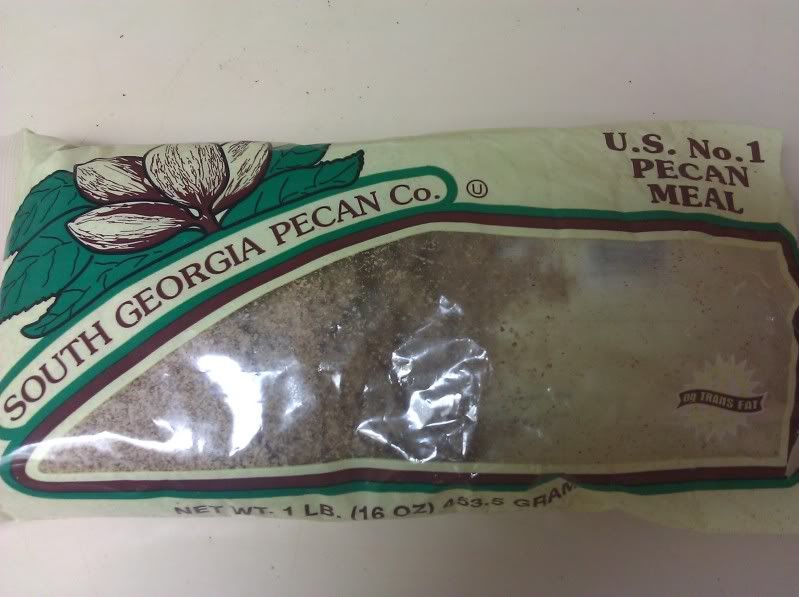 U.S. No.1
PECAN
MEAL
SOUTH GEORGIA PECAN Co.
U
NO TRANS FAT
NET WT. 1 LB. (16 OZ) 453.5 GRAM